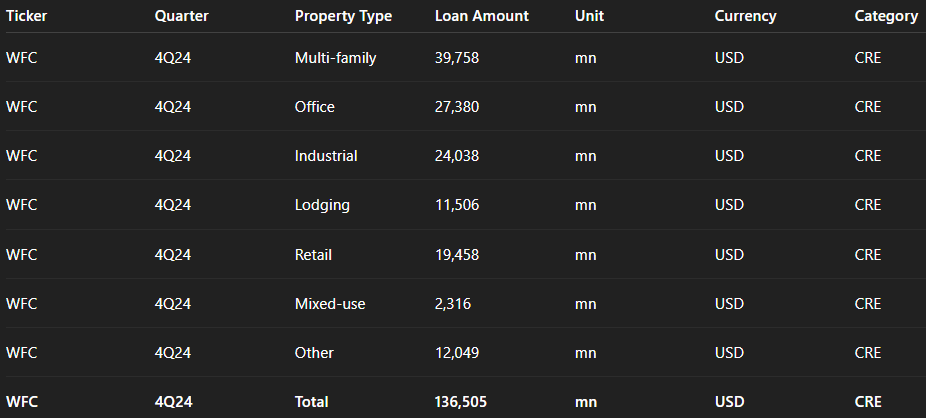 Ticker Quarter Property Type Loan Amount Unit Currency Category
WFC 4Q24 Multi-family 39,758 mn USD CRE
WFC 4Q24 Office 27,380 mn USD CRE
WFC 4Q24 Industrial 24,038 mn USD CRE
WFC 4Q24 Lodging 11,506 mn USD CRE
WFC 4Q24 Retail 19,458 mn USD CRE
WFC 4Q24 Mixed-use 2,316 mn USD CRE
WFC 4Q24 Other 12,049 mn USD CRE
WFC 4Q24 Total 136,505 mn USD CRE